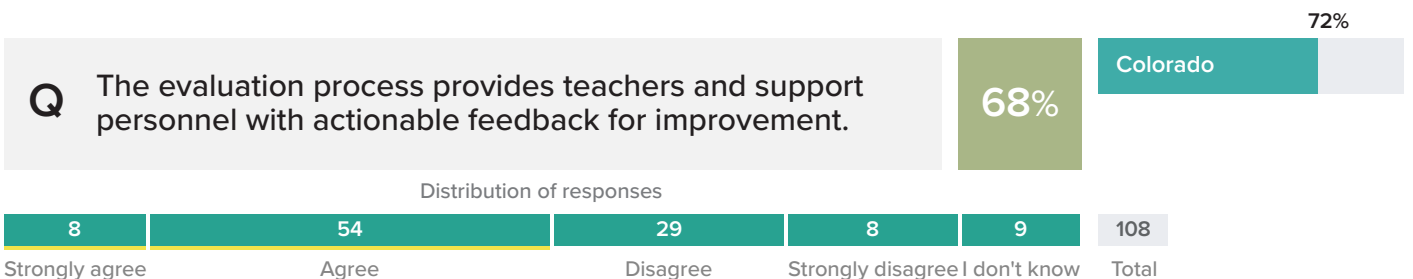 72%
Q
The evaluation process provides teachers and support
personnel with actionable feedback for improvement.
68%
Colorado
Distribution of responses
8
54
29
8
9
108
Strongly agree
Agree
Disagree
Strongly disagree
I don't know
Total